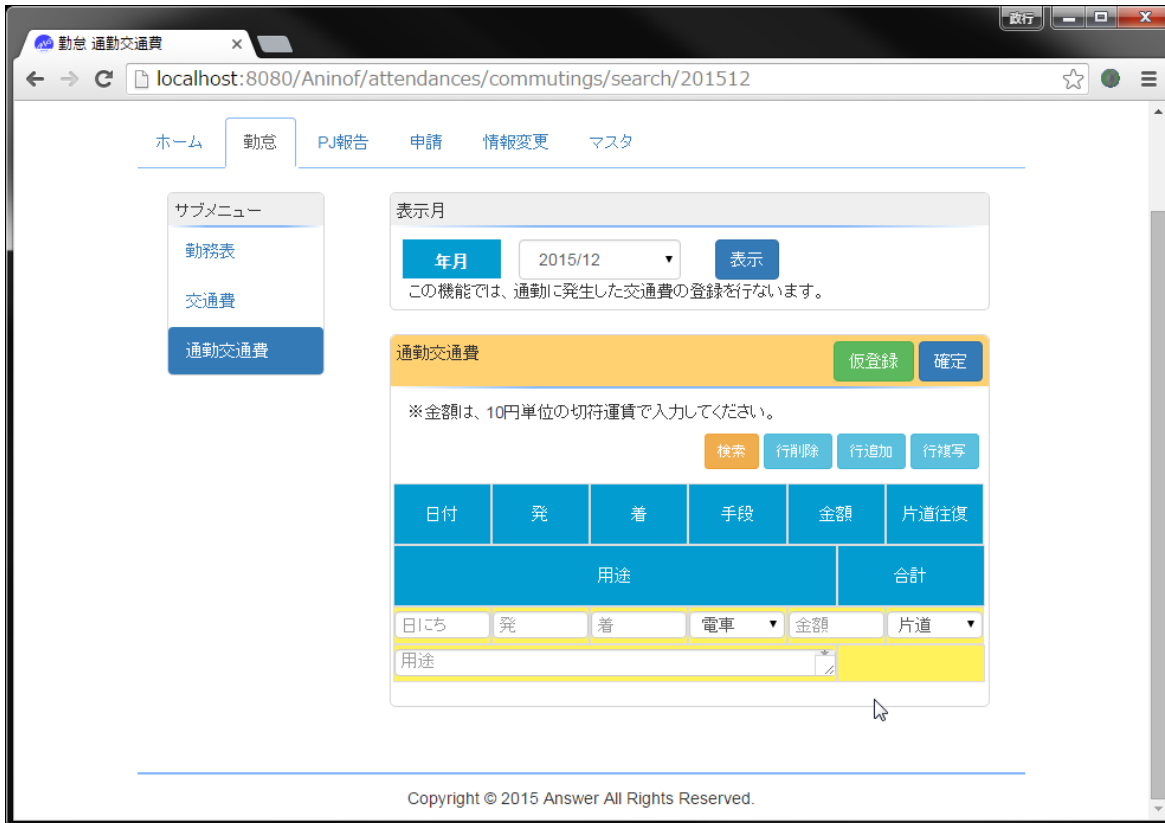 政行
勤怠 通勤交通費
localhost:8080/Aninof/attendances/commutings/search/201512
ホーム 勤怠 PJ報告 申請 情報変更 マスタ
サブメニュー
勤務表
交通費
通勤交通費
表示月
年月 2015/12 表示
この機能では、通勤に発生した交通費の登録を行ないます。
通勤交通費 仮登録 確定
※金額は、10円単位の切符運賃で入力してください。
検索 行削除 行追加 行複写
日付 発 着 手段 金額 片道往復
用途 合計
日にち 発 着 電車 金額 片道
用途
Copyright © 2015 Answer All Rights Reserved.